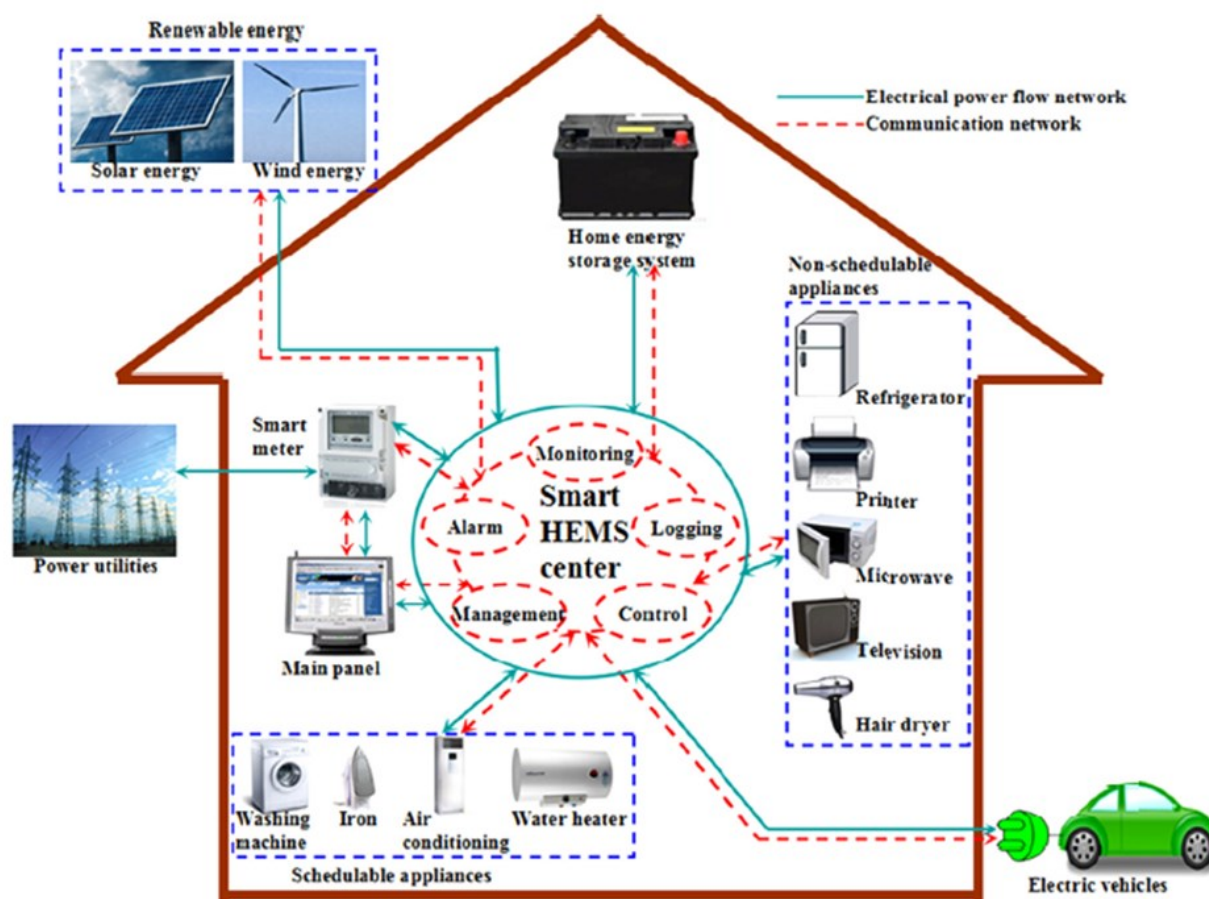 Renewable energy
Solar energy
Wind energy
Electrical power flow network
Communication network
Home energy
storage system
Non-schedulable
appliances
Refrigerator
Printer
Microwave
Television
Hair dryer
Smart
meter
Power utilities
Main panel
Monitoring
Alarm
Smart
HEMS
center
Logging
Management
Control
Washing
machine
Iron
Air
conditioning
Water heater
Schedulable appliances
Electric vehicles